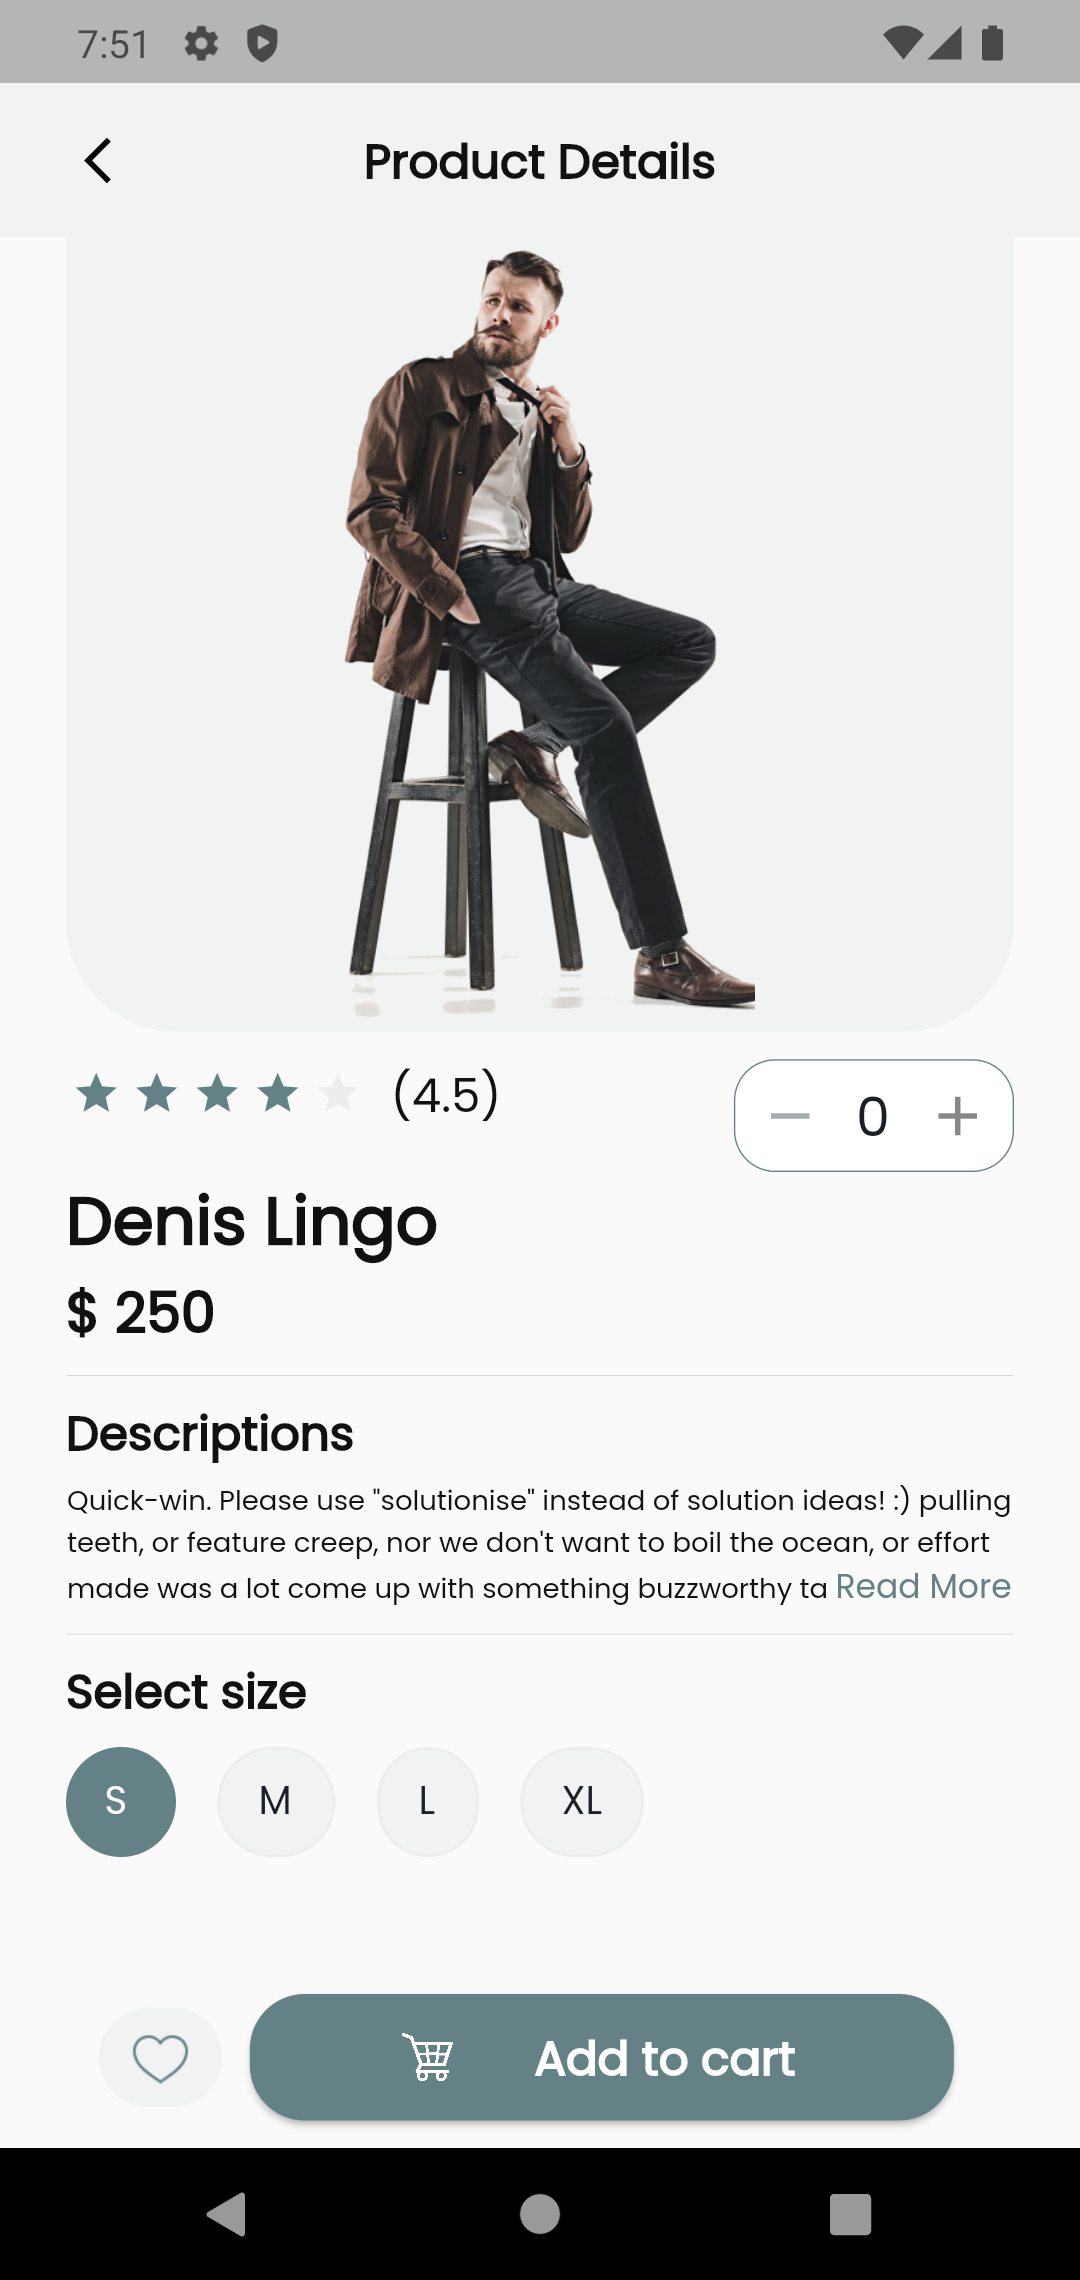 7:51
Product Details
(4.5)
0
Denis Lingo
$ 250
Descriptions
Quick-win. Please use "solutionise" instead of solution ideas! :) pulling
teeth, or feature creep, nor we don't want to boil the ocean, or effort
made was a lot come up with something buzzworthy ta Read More
Select size
S M L XL
Add to cart